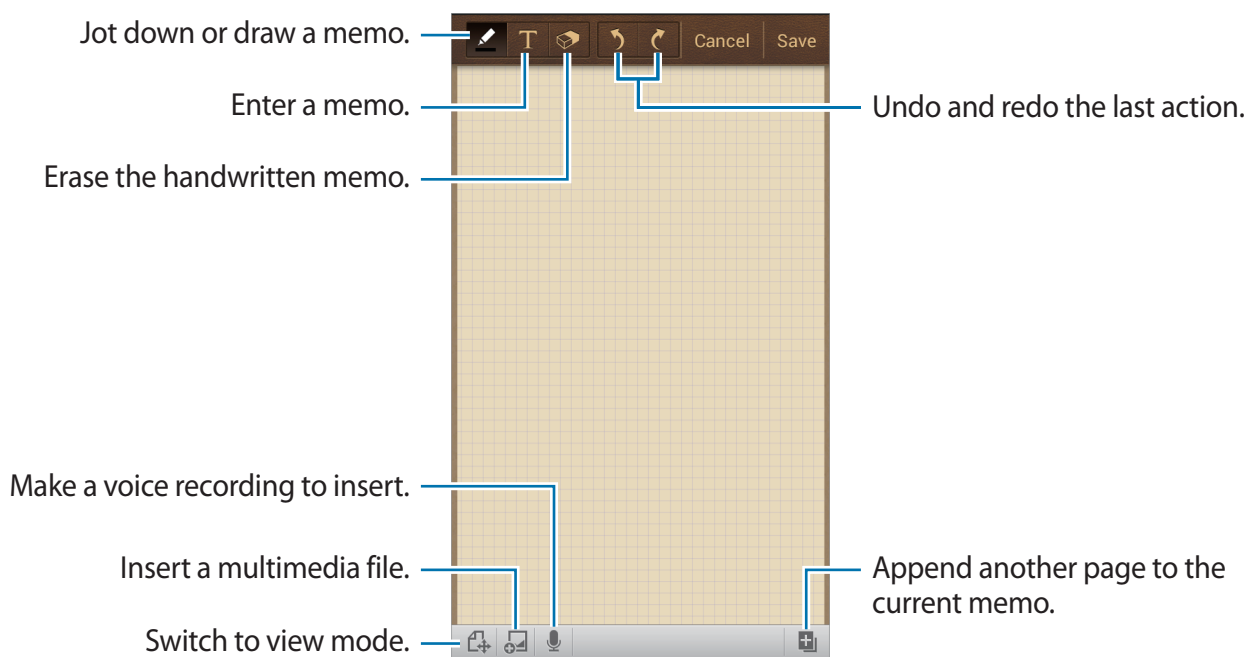 Jot down or draw a memo.
T
Cancel
Save
Enter a memo.
Undo and redo the last action.
Erase the handwritten memo.
Make a voice recording to insert.
Insert a multimedia file.
Append another page to the
current memo.
Switch to view mode.